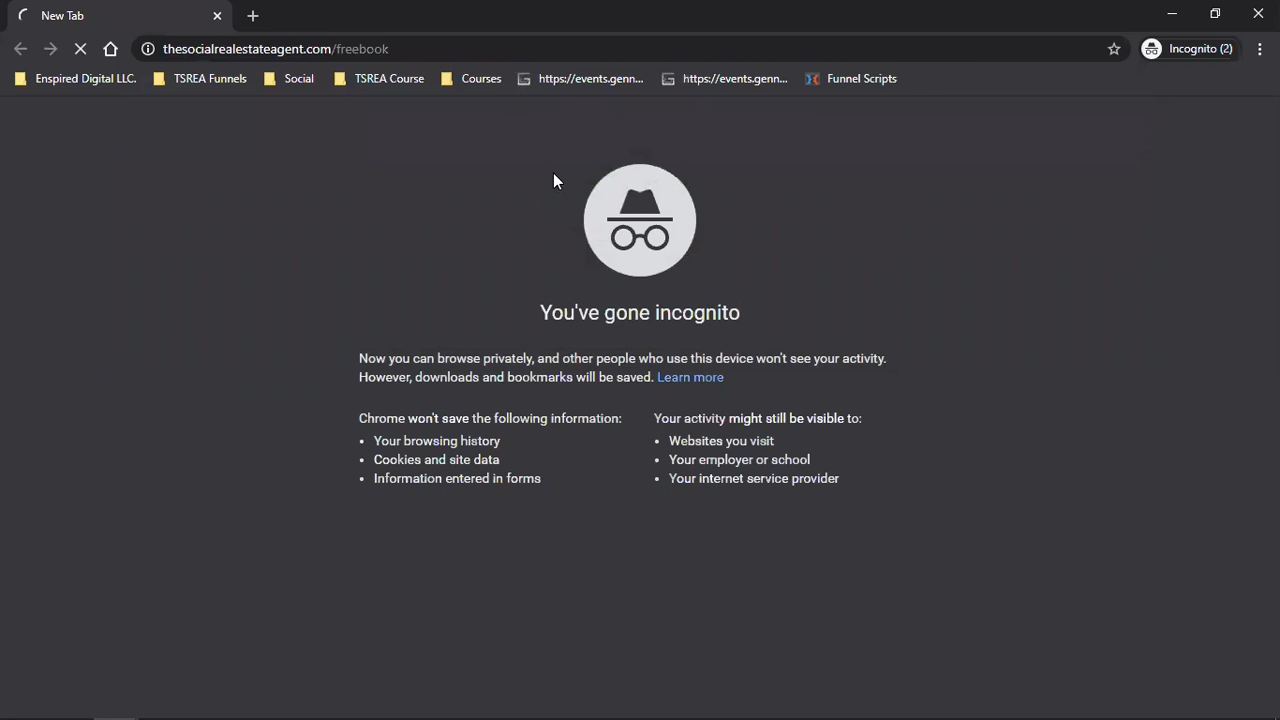 New Tab
thesocialrealestateagent.com/freebook
Incognito (2)
Enspired Digital LLC.
TSREA Funnels
Social
TSREA Course
Courses
https://events.genn...
https://events.genn...
Funnel Scripts
You've gone incognito
Now you can browse privately, and other people who use this device won't see your activity.
However, downloads and bookmarks will be saved. Learn more
Chrome won't save the following information:
• Your browsing history
• Cookies and site data
• Information entered in forms
Your activity might still be visible to:
• Websites you visit
• Your employer or school
• Your internet service provider